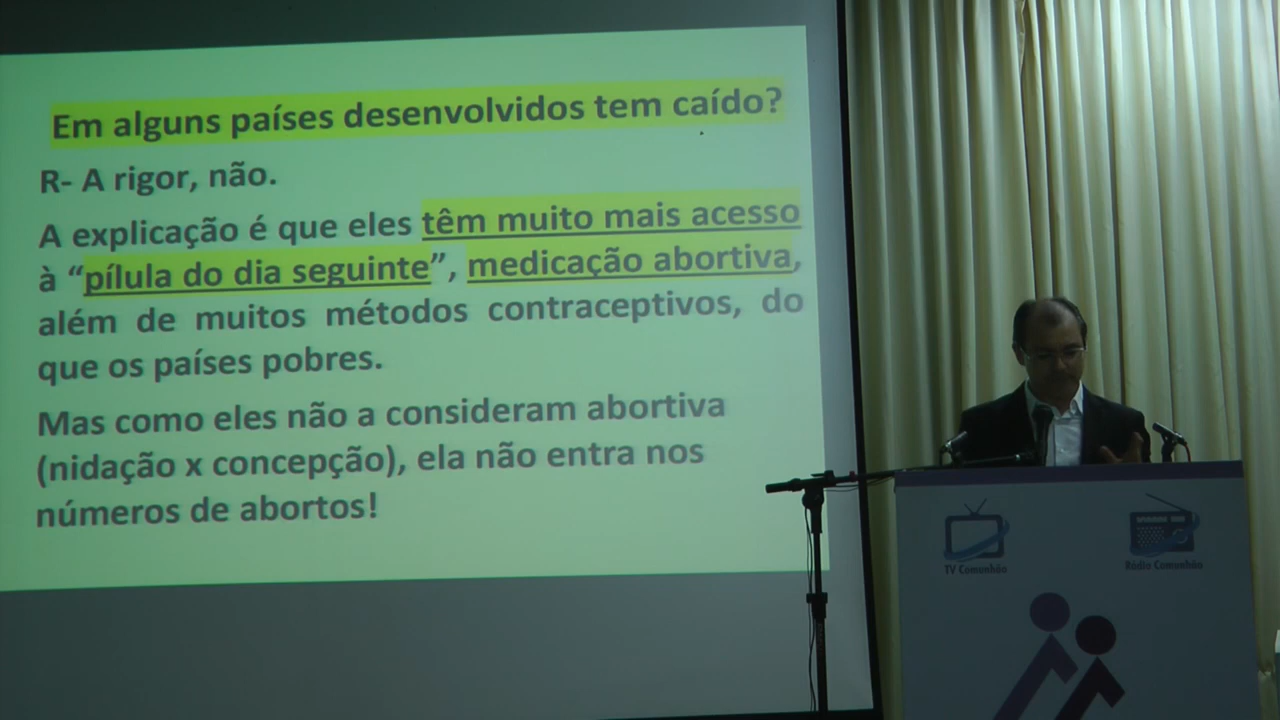 Em alguns países desenvolvidos tem caído?
R- A rigor, não.
A explicação é que eles têm muito mais acesso
à “pílula do dia seguinte”, medicação abortiva,
além de muitos métodos contraceptivos, do
que os países pobres.
Mas como eles não a consideram abortiva
(nidação x concepção), ela não entra nos
números de abortos!
TV Comunhão
Rádio Comunhão